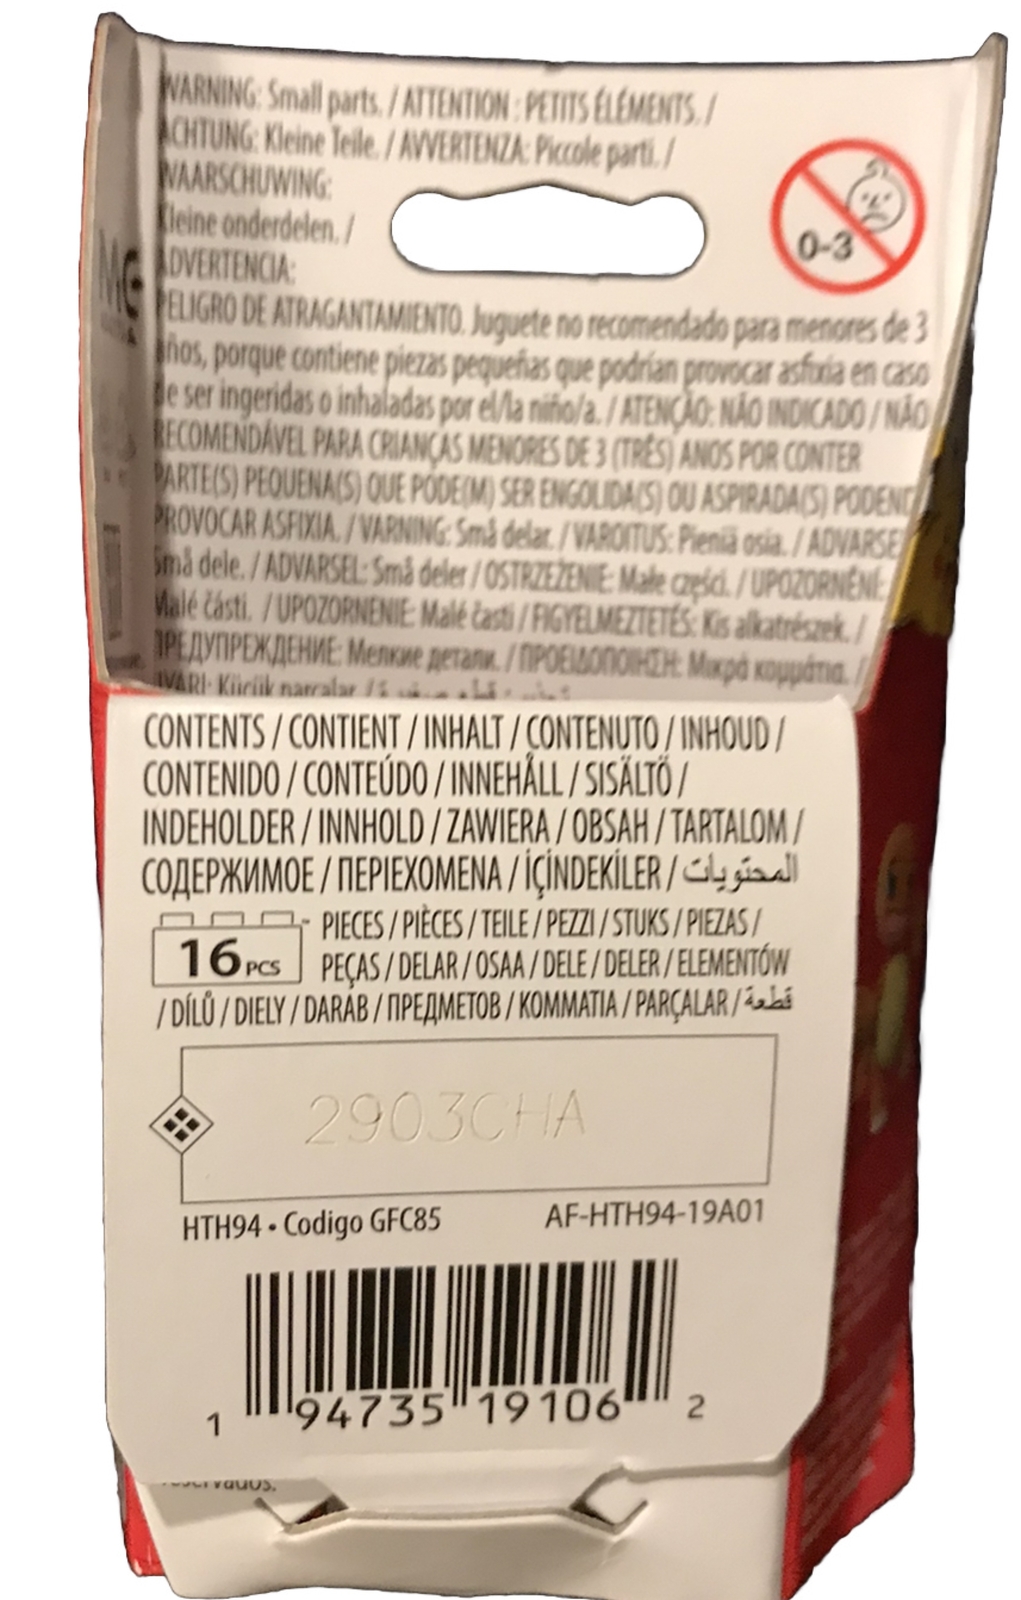 WARNING: Small parts. / ATTENTION : PETITS ÉLÉMENTS. /
ACHTUNG: Kleine Teile. / AVVERTENZA: Piccole parti. /
WAARSCHUWING:
Kleine onderdelen. /
ADVERTENCIA:
0-3
PELIGRO DE ATRAGANTAMIENTO. Juguete no recomendado para menores de 3
años, porque contiene piezas pequeñas que podrían provocar asfixia en caso
de ser ingeridas o inhaladas por el/la niño/a. / ATENÇÃO: NÃO INDICADO / NÃO
RECOMENDÁVEL PARA CRIANÇAS MENORES DE 3 (TRÊS) ANOS POR CONTER
PARTE(S) PEQUENA(S) QUE PODE(M) SER ENGOLIDA(S) OU ASPIRADA(S) PODEND
PROVOCAR ASFIXIA. / VARNING: Små delar. / VAROITUS: Pieniä osia. / ADVARSE
Små dele. / ADVARSEL: Små deler / OSTRZEŻENIE: Małe części. / UPOZORNĚNÍ:
Malé části. / UPOZORNENIE: Malé časti / FIGYELMEZTETÉS: Kis alkatrészek. /
ПРЕДУПРЕЖДЕНИЕ: Мелкие детали. / ΠΡΟΕΙΔΟΠΟΙΗΣΗ: Μικρά κομμάτια. /
UYARI: Küçük parçalar. /
CONTENTS / CONTIENT / INHALT / CONTENUTO / INHOUD /
CONTENIDO / CONTEÚDO / INNEHÅLL / SISÄLTÖ /
INDEHOLDER / INNHOLD / ZAWIERA / OBSAH / TARTALOM /
СОДЕРЖИМОЕ / ΠΕΡΙΕΧΟΜΕΝΑ / İÇİNDEKİLER / المحتويات
16 PCS
PIECES / PIÈCES / TEILE / PEZZI / STUKS / PIEZAS /
PEÇAS / DELAR / OSAA / DELE / DELER / ELEMENTÓW
/ DÍLŮ / DIELY / DARAB / ПРЕДМЕТОВ / ΚΟΜΜΑΤΙΑ / PARÇALAR / قطعة
2903CHA
HTH94 • Codigo GFC85
AF-HTH94-19A01
1 94735 19106 2